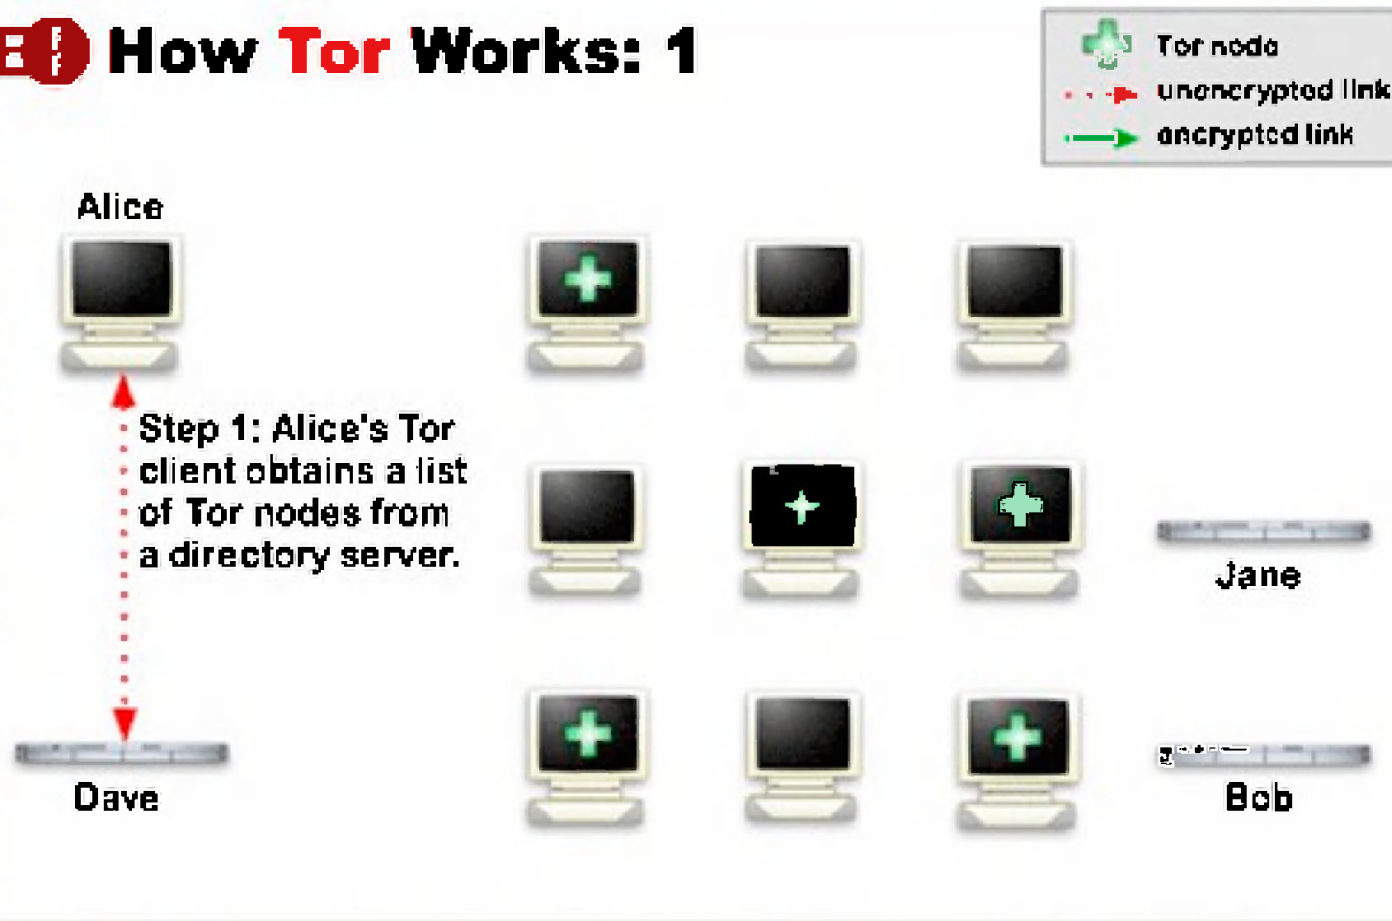 EFF How Tor Works: 1
Tor node
unencrypted link
encrypted link
Alice
Step 1: Alice's Tor
client obtains a list
of Tor nodes from
a directory server.
Jane
Dave
Bob